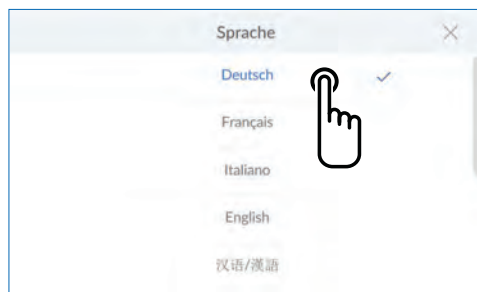 Sprache
Deutsch
Français
Italiano
English
汉语/漢語